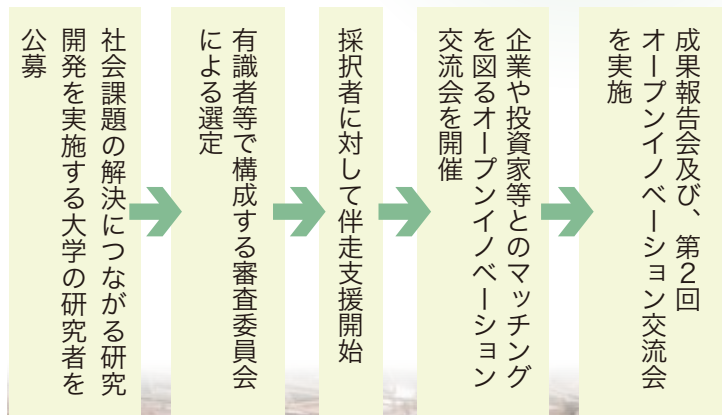 社会課題の解決につながる研究
開発を実施する大学の研究者を
公募
有識者等で構成する審査委員会
による選定
採択者に対して伴走支援開始
企業や投資家等とのマッチング
を図るオープンイノベーション
交流会を開催
成果報告会及び、第2回
オープンイノベーション交流会
を実施